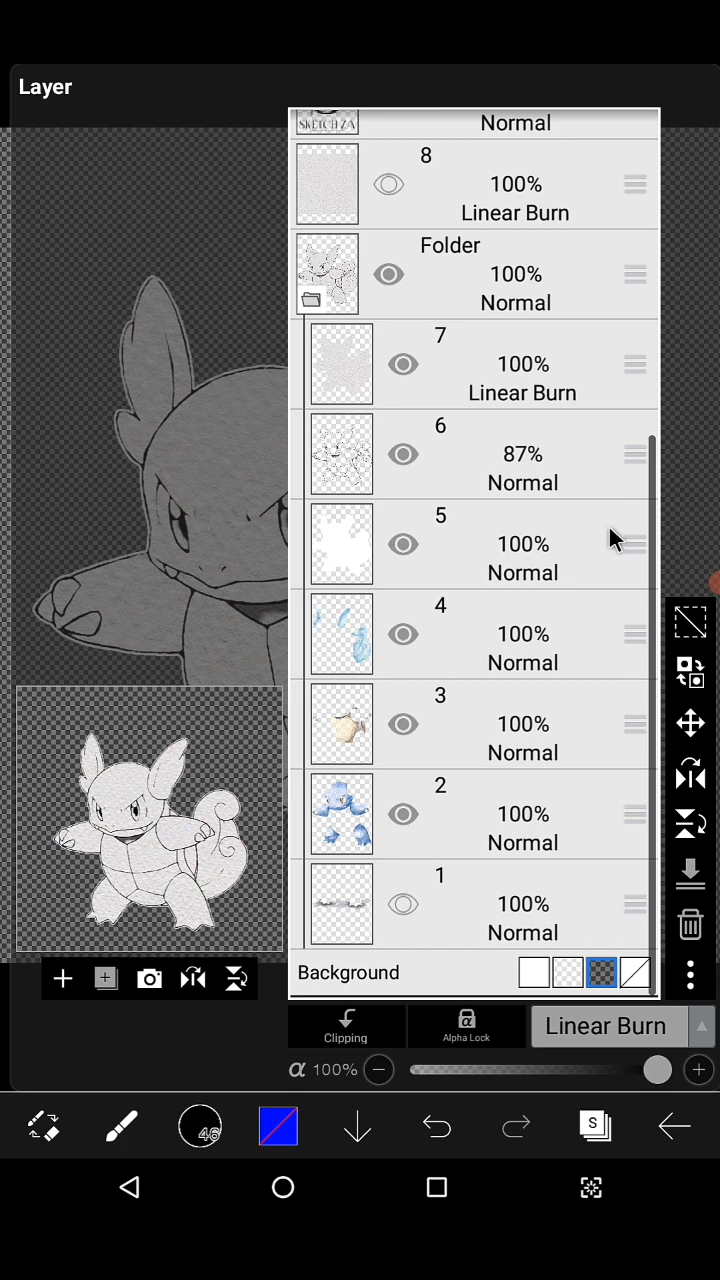 Layer
SKETCH ZA
Normal
8
100%
Linear Burn
Folder
100%
Normal
7
100%
Linear Burn
6
87%
Normal
5
100%
Normal
4
100%
Normal
3
100%
Normal
2
100%
Normal
1
100%
Normal
Background
Clipping
α
Alpha Lock
Linear Burn
α 100%
46
S